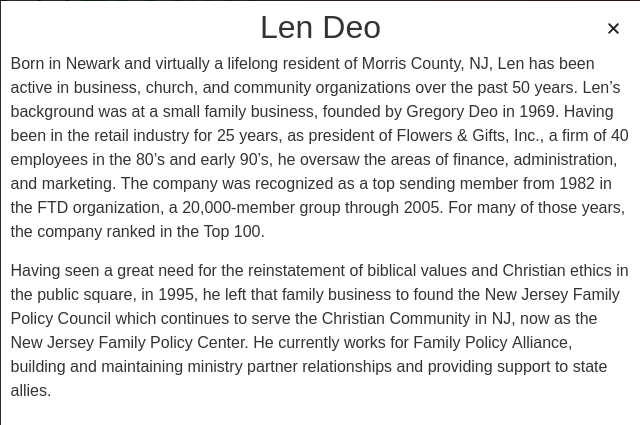 Len Deo
×
Born in Newark and virtually a lifelong resident of Morris County, NJ, Len has been
active in business, church, and community organizations over the past 50 years. Len’s
background was at a small family business, founded by Gregory Deo in 1969. Having
been in the retail industry for 25 years, as president of Flowers & Gifts, Inc., a firm of 40
employees in the 80’s and early 90’s, he oversaw the areas of finance, administration,
and marketing. The company was recognized as a top sending member from 1982 in
the FTD organization, a 20,000-member group through 2005. For many of those years,
the company ranked in the Top 100.
Having seen a great need for the reinstatement of biblical values and Christian ethics in
the public square, in 1995, he left that family business to found the New Jersey Family
Policy Council which continues to serve the Christian Community in NJ, now as the
New Jersey Family Policy Center. He currently works for Family Policy Alliance,
building and maintaining ministry partner relationships and providing support to state
allies.